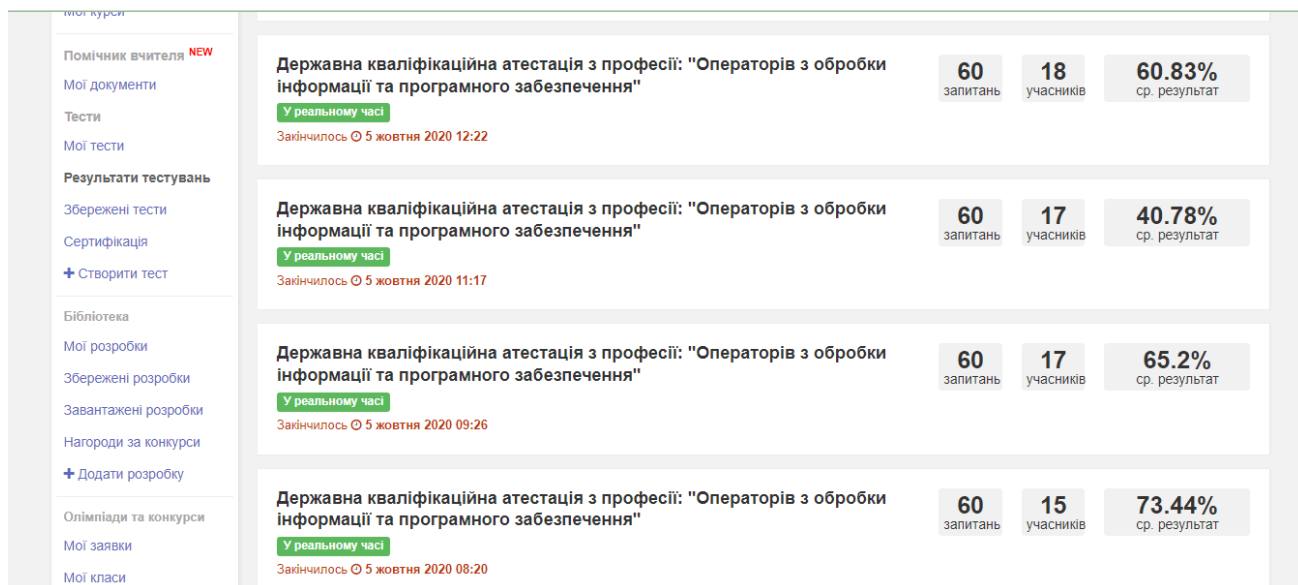 Мої курси
Помічник вчителя NEW
Мої документи
Тести
Мої тести
Результати тестувань
Збережені тести
Сертифікація
+ Створити тест
Бібліотека
Мої розробки
Збережені розробки
Завантажені розробки
Нагороди за конкурси
+ Додати розробку
Олімпіади та конкурси
Мої заявки
Мої класи
Державна кваліфікаційна атестація з професії: "Операторів з обробки
інформації та програмного забезпечення"
У реальному часі
Закінчилось 5 жовтня 2020 12:22
60 18 60.83%
запитань учасників ср. результат
Державна кваліфікаційна атестація з професії: "Операторів з обробки
інформації та програмного забезпечення"
У реальному часі
Закінчилось 5 жовтня 2020 11:17
60 17 40.78%
запитань учасників ср. результат
Державна кваліфікаційна атестація з професії: "Операторів з обробки
інформації та програмного забезпечення"
У реальному часі
Закінчилось 5 жовтня 2020 09:26
60 17 65.2%
запитань учасників ср. результат
Державна кваліфікаційна атестація з професії: "Операторів з обробки
інформації та програмного забезпечення"
У реальному часі
Закінчилось 5 жовтня 2020 08:20
60 15 73.44%
запитань учасників ср. результат